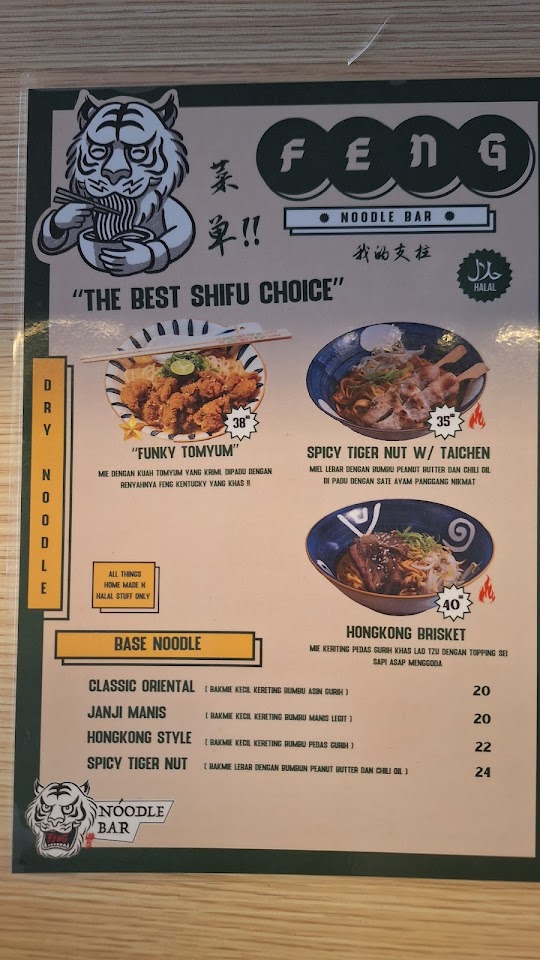 菜
单!!
FENG
NOODLE BAR
我的支柱
حلال
HALAL
"THE BEST SHIFU CHOICE"
DRY NOODLE
38
"FUNKY TOMYUM"
MIE DENGAN KUAH TOMYUM YANG KRIMI, DIPADU DENGAN
RENYAHNYA FENG KENTUCKY YANG KHAS !!
35
SPICY TIGER NUT W/ TAICHEN
MIEL LEBAR DENGAN BUMBU PEANUT BUTTER DAN CHILI OIL
DI PADU DENGAN SATE AYAM PANGGANG NIKMAT
ALL THINGS
HOME MADE N
HALAL STUFF ONLY
40
HONGKONG BRISKET
MIE KERITING PEDAS GURIH KHAS LAO TZU DENGAN TOPPING SEI
SAPI ASAP MENGGODA
BASE NOODLE
CLASSIC ORIENTAL ( BAKMIE KECIL KERETING BUMBU ASIN GURIH ) 20
JANJI MANIS ( BAKMIE KECIL KERETING BUMBU MANIS LEGIT ) 20
HONGKONG STYLE ( BAKMIE KECIL KERETING BUMBU PEDAS GURIH ) 22
SPICY TIGER NUT ( BAKMIE LEBAR DENGAN BUMBUN PEANUT BUTTER DAN CHILI OIL ) 24
FENG
NÓODLE
BAR